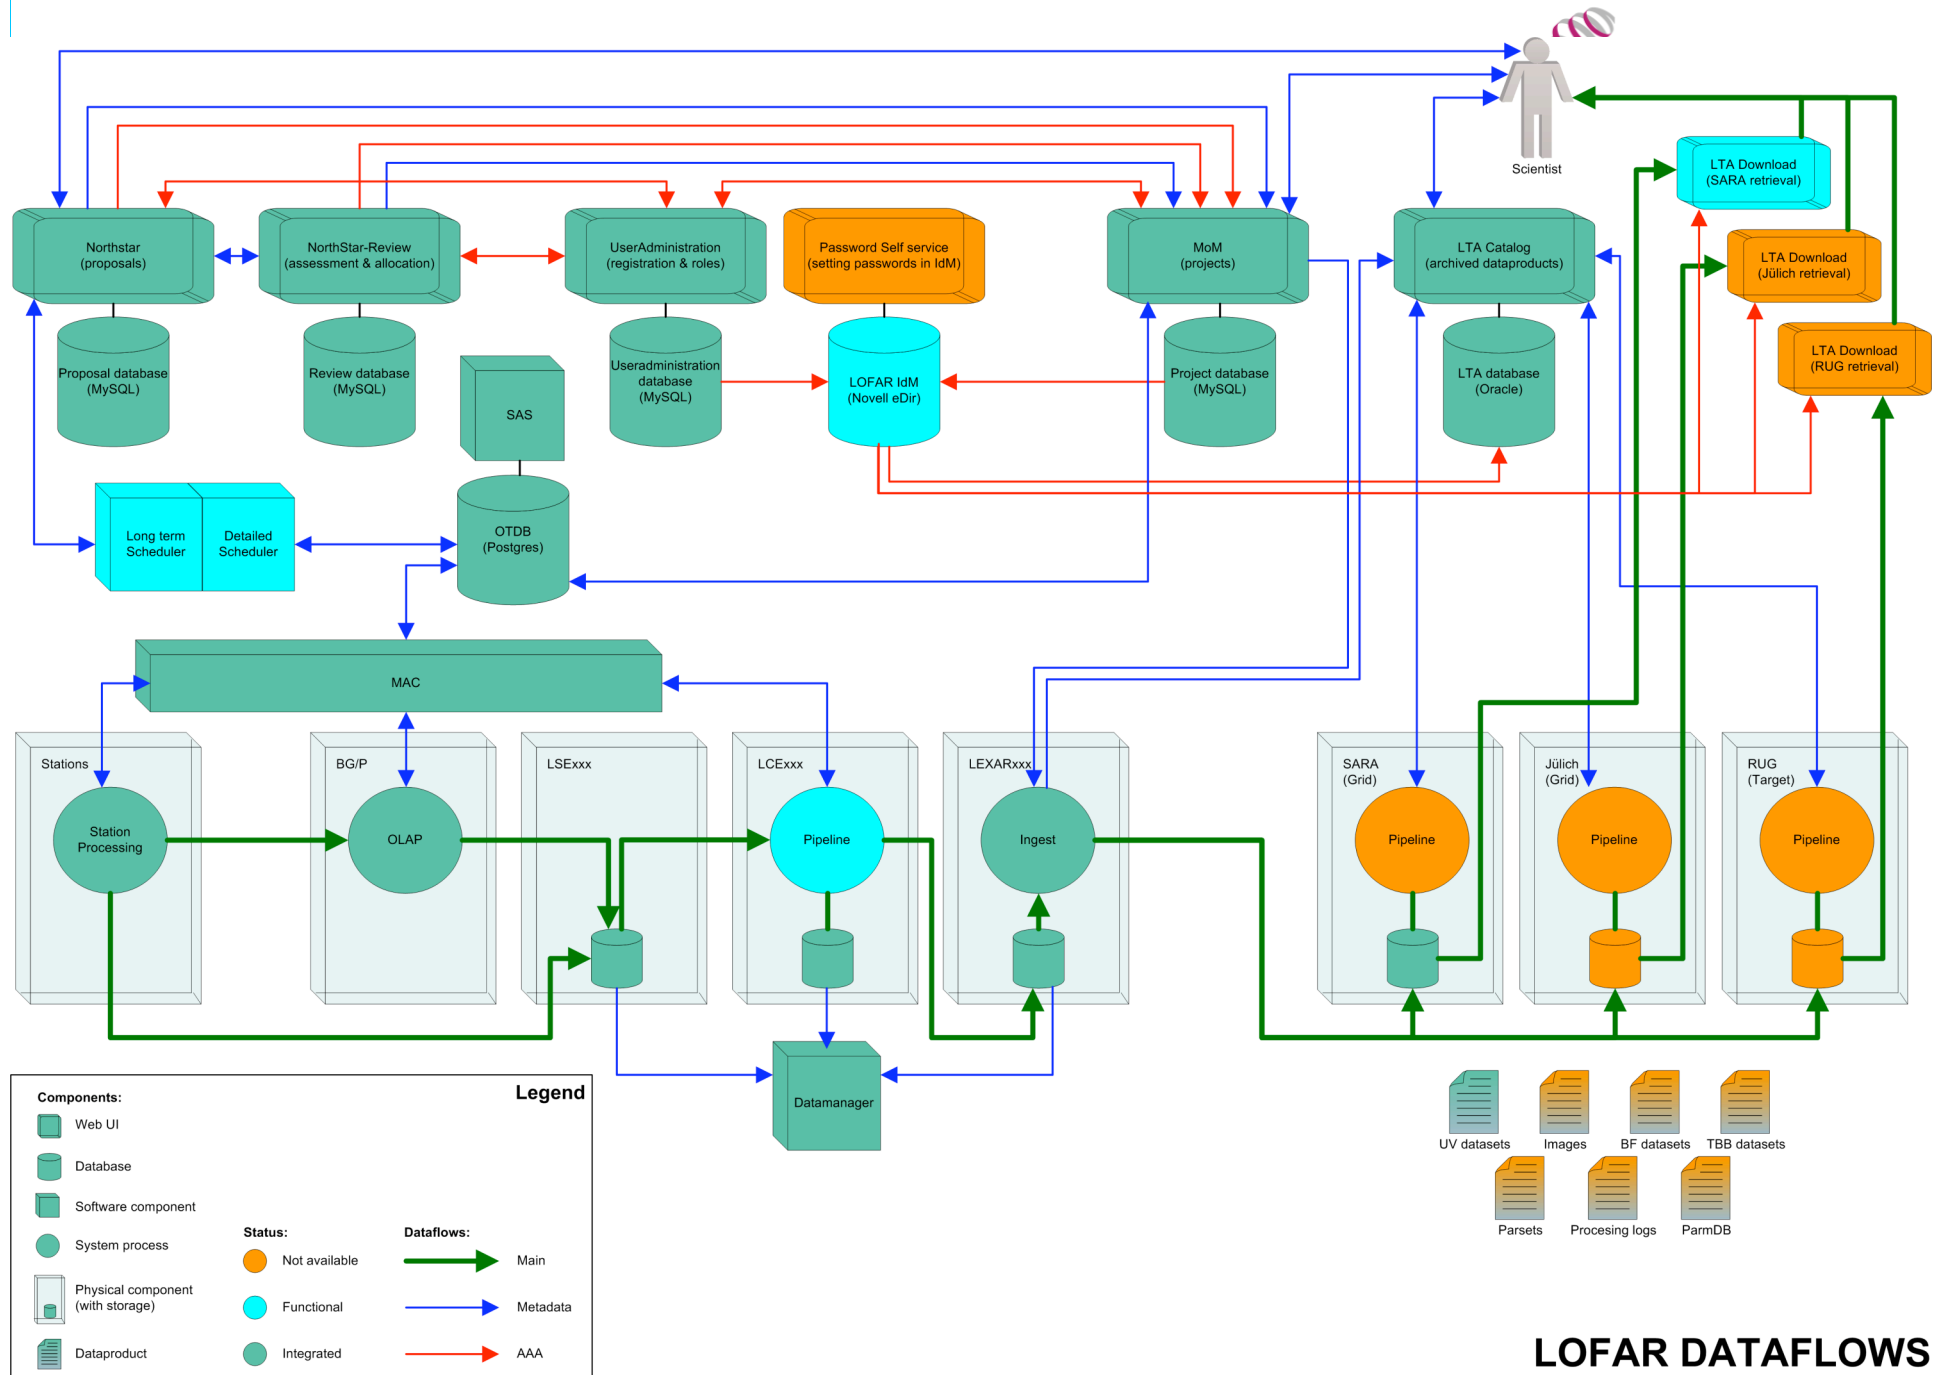 Scientist
LTA Download
(SARA retrieval)
Northstar
(proposals)
NorthStar-Review
(assessment & allocation)
UserAdministration
(registration & roles)
Password Self service
(setting passwords in IdM)
MoM
(projects)
LTA Catalog
(archived dataproducts)
LTA Download
(Jülich retrieval)
LTA Download
(RUG retrieval)
Proposal database
(MySQL)
Review database
(MySQL)
Useradministration
database
(MySQL)
LOFAR IdM
(Novell eDir)
Project database
(MySQL)
LTA database
(Oracle)
SAS
Long term
Scheduler
Detailed
Scheduler
OTDB
(Postgres)
MAC
Stations
BG/P
LSExxx
LCExxx
LEXARxxx
SARA
(Grid)
Jülich
(Grid)
RUG
(Target)
Station
Processing
OLAP
Pipeline
Ingest
Pipeline
Pipeline
Pipeline
Datamanager
Legend
Components:
Web UI
Database
Software component
System process
Physical component
(with storage)
Dataproduct
Status:
Not available
Functional
Integrated
Dataflows:
Main
Metadata
AAA
UV datasets
Images
BF datasets
TBB datasets
Parsets
Procesing logs
ParmDB
LOFAR DATAFLOWS